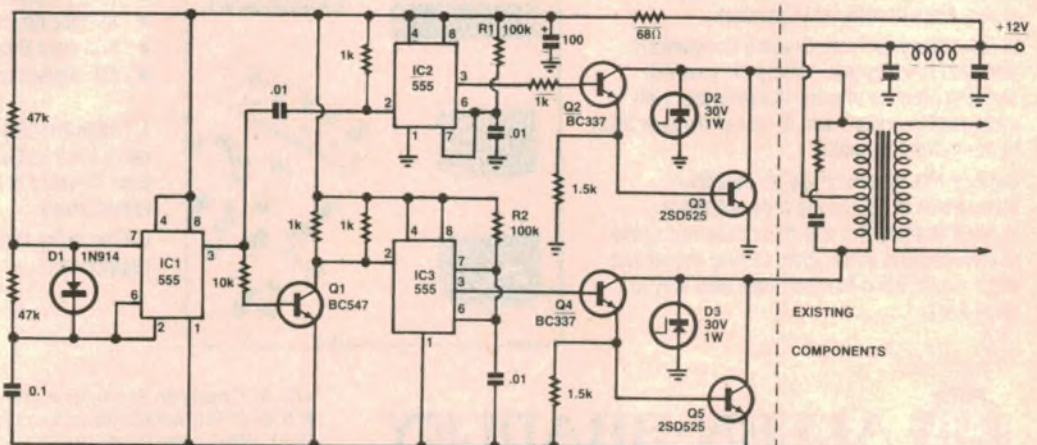 R1 100k
68Ω
+12V
1k
4 8
100
47k
IC2
555
3
1k
.01
2
6
Q2
BC337
D2
30V
1W
1
7
.01
4 8
1k
1k
1.5k
Q3
2SD525
R2
100k
D1
1N914
7
IC1
555
3
4 8
2
7
6
10k
Q1
BC547
IC3
555
3
6
Q4
BC337
D3
30V
1W
EXISTING
COMPONENTS
47k
2
1
1
0.1
.01
1.5k
Q5
2SD525